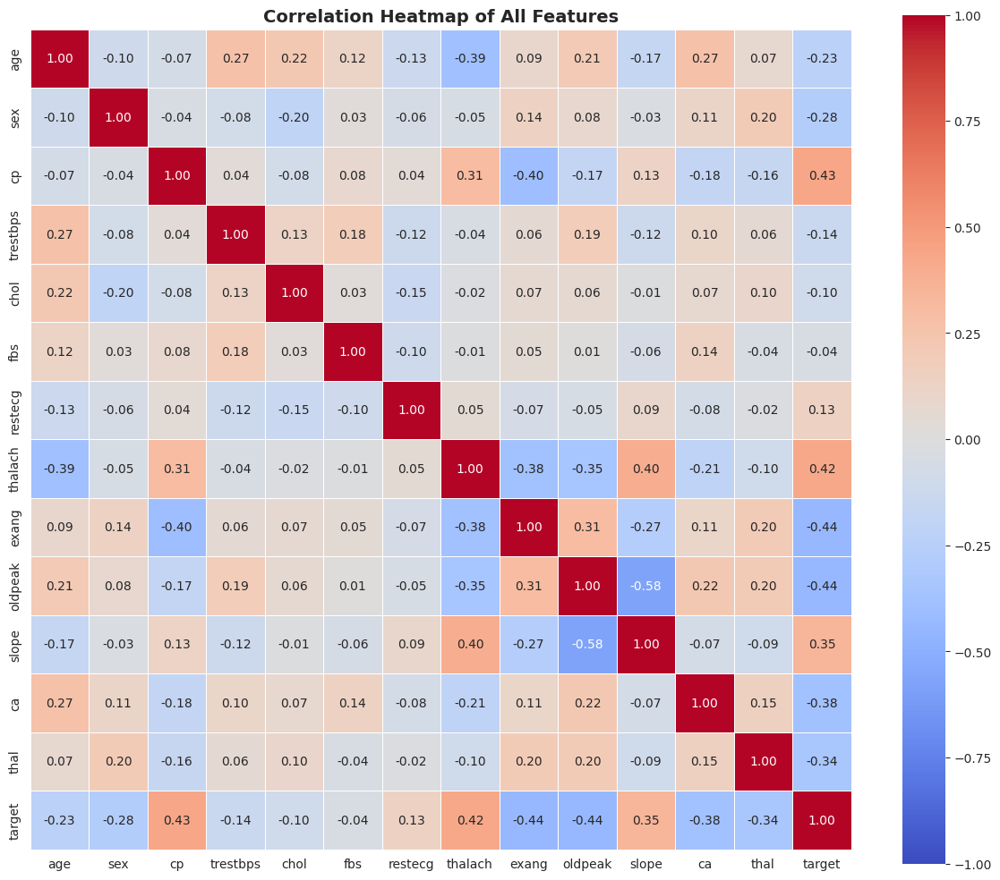 Correlation Heatmap of All Features
age 1.00 -0.10 -0.07 0.27 0.22 0.12 -0.13 -0.39 0.09 0.21 -0.17 0.27 0.07 -0.23
sex -0.10 1.00 -0.04 -0.08 -0.20 0.03 -0.06 -0.05 0.14 0.08 -0.03 0.11 0.20 -0.28
cp -0.07 -0.04 1.00 0.04 -0.08 0.08 0.04 0.31 -0.40 -0.17 0.13 -0.18 -0.16 0.43
trestbps 0.27 -0.08 0.04 1.00 0.13 0.18 -0.12 -0.04 0.06 0.19 -0.12 0.10 0.06 -0.14
chol 0.22 -0.20 -0.08 0.13 1.00 0.03 -0.15 -0.02 0.07 0.06 -0.01 0.07 0.10 -0.10
fbs 0.12 0.03 0.08 0.18 0.03 1.00 -0.10 -0.01 0.05 0.01 -0.06 0.14 -0.04 -0.04
restecg -0.13 -0.06 0.04 -0.12 -0.15 -0.10 1.00 0.05 -0.07 -0.05 0.09 -0.08 -0.02 0.13
thalach -0.39 -0.05 0.31 -0.04 -0.02 -0.01 0.05 1.00 -0.38 -0.35 0.40 -0.21 -0.10 0.42
exang 0.09 0.14 -0.40 0.06 0.07 0.05 -0.07 -0.38 1.00 0.31 -0.27 0.11 0.20 -0.44
oldpeak 0.21 0.08 -0.17 0.19 0.06 0.01 -0.05 -0.35 0.31 1.00 -0.58 0.22 0.20 -0.44
slope -0.17 -0.03 0.13 -0.12 -0.01 -0.06 0.09 0.40 -0.27 -0.58 1.00 -0.07 -0.09 0.35
ca 0.27 0.11 -0.18 0.10 0.07 0.14 -0.08 -0.21 0.11 0.22 -0.07 1.00 0.15 -0.38
thal 0.07 0.20 -0.16 0.06 0.10 -0.04 -0.02 -0.10 0.20 0.20 -0.09 0.15 1.00 -0.34
target -0.23 -0.28 0.43 -0.14 -0.10 -0.04 0.13 0.42 -0.44 -0.44 0.35 -0.38 -0.34 1.00
age sex cp trestbps chol fbs restecg thalach exang oldpeak slope ca thal target
1.00
0.75
0.50
0.25
0.00
−0.25
−0.50
−0.75
−1.00